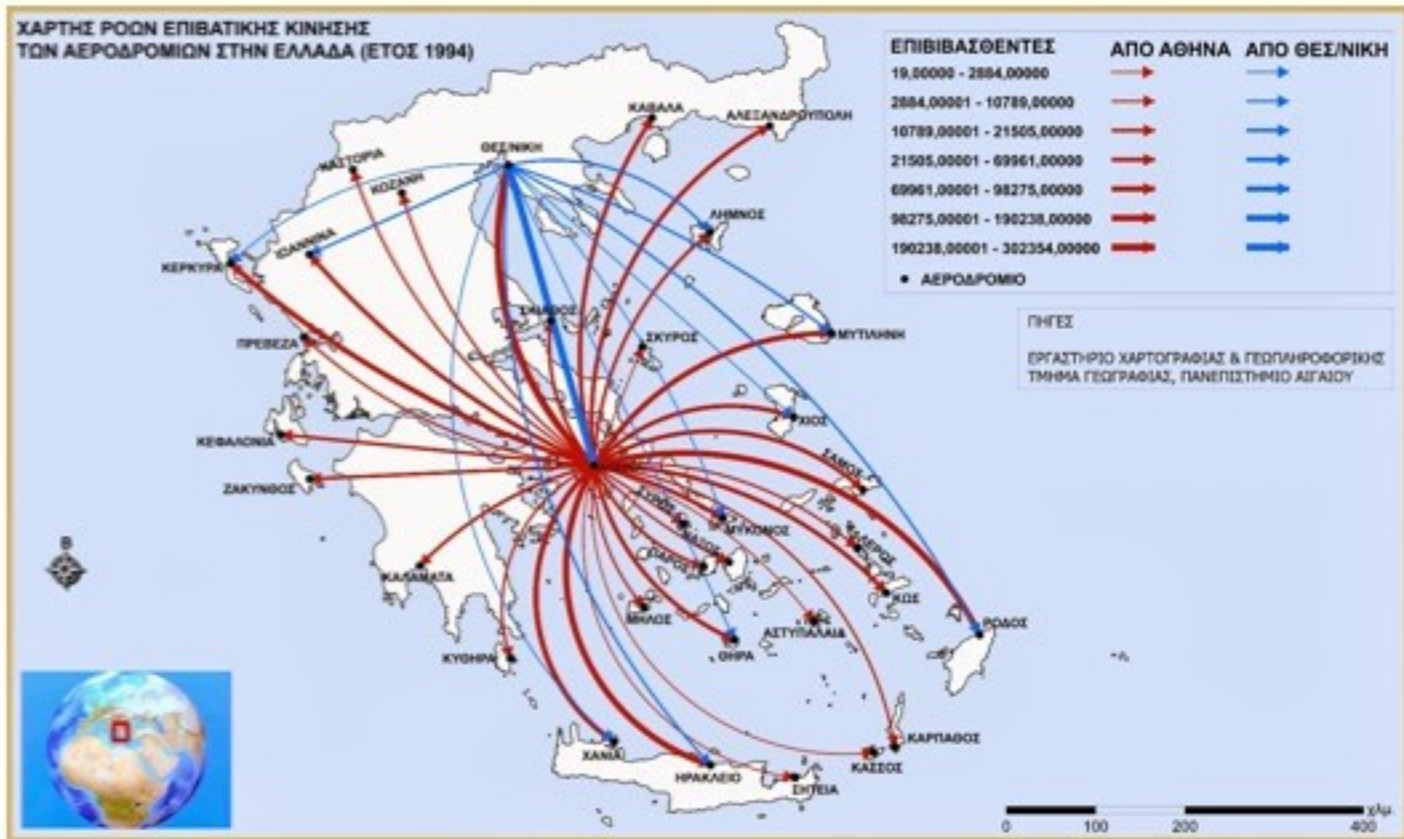 ΧΑΡΤΗΣ ΡΟΩΝ ΕΠΙΒΑΤΙΚΗΣ ΚΙΝΗΣΗΣ
ΤΩΝ ΑΕΡΟΔΡΟΜΙΩΝ ΣΤΗΝ ΕΛΛΑΔΑ (ΕΤΟΣ 1994)
ΕΠΙΒΙΒΑΣΘΕΝΤΕΣ ΑΠΟ ΑΘΗΝΑ ΑΠΟ ΘΕΣ/ΝΙΚΗ
19,00000 - 2884,00000
2884,00001 - 10789,00000
10789,00001 - 21505,00000
21505,00001 - 69961,00000
69961,00001 - 98275,00000
98275,00001 - 190238,00000
190238,00001 - 302354,00000
ΑΕΡΟΔΡΟΜΙΟ
ΠΗΓΕΣ
ΕΡΓΑΣΤΗΡΙΟ ΧΑΡΤΟΓΡΑΦΙΑΣ & ΓΕΩΠΛΗΡΟΦΟΡΙΚΗΣ
ΤΜΗΜΑ ΓΕΩΓΡΑΦΙΑΣ, ΠΑΝΕΠΙΣΤΗΜΙΟ ΑΙΓΑΙΟΥ
ΚΑΒΑΛΑ
ΑΛΕΞΑΝΔΡΟΥΠΟΛΗ
ΘΕΣ/ΝΙΚΗ
ΚΑΣΤΟΡΙΑ
ΚΟΖΑΝΗ
ΛΗΜΝΟΣ
ΙΩΑΝΝΙΝΑ
ΚΕΡΚΥΡΑ
ΣΚΙΑΘΟΣ
ΜΥΤΙΛΗΝΗ
ΠΡΕΒΕΖΑ
ΣΚΥΡΟΣ
ΧΙΟΣ
ΚΕΦΑΛΟΝΙΑ
ΣΑΜΟΣ
ΖΑΚΥΝΘΟΣ
ΜΥΚΟΝΟΣ
ΝΑΞΟΣ
ΠΑΡΟΣ
ΚΑΛΑΜΑΤΑ
ΚΩΣ
ΜΗΛΟΣ
ΡΟΔΟΣ
ΘΗΡΑ
ΚΥΘΗΡΑ
ΚΑΡΠΑΘΟΣ
ΧΑΝΙΑ
ΚΑΣΣΟΣ
ΗΡΑΚΛΕΙΟ
ΣΗΤΕΙΑ
Β
χλμ.
0 100 200 400